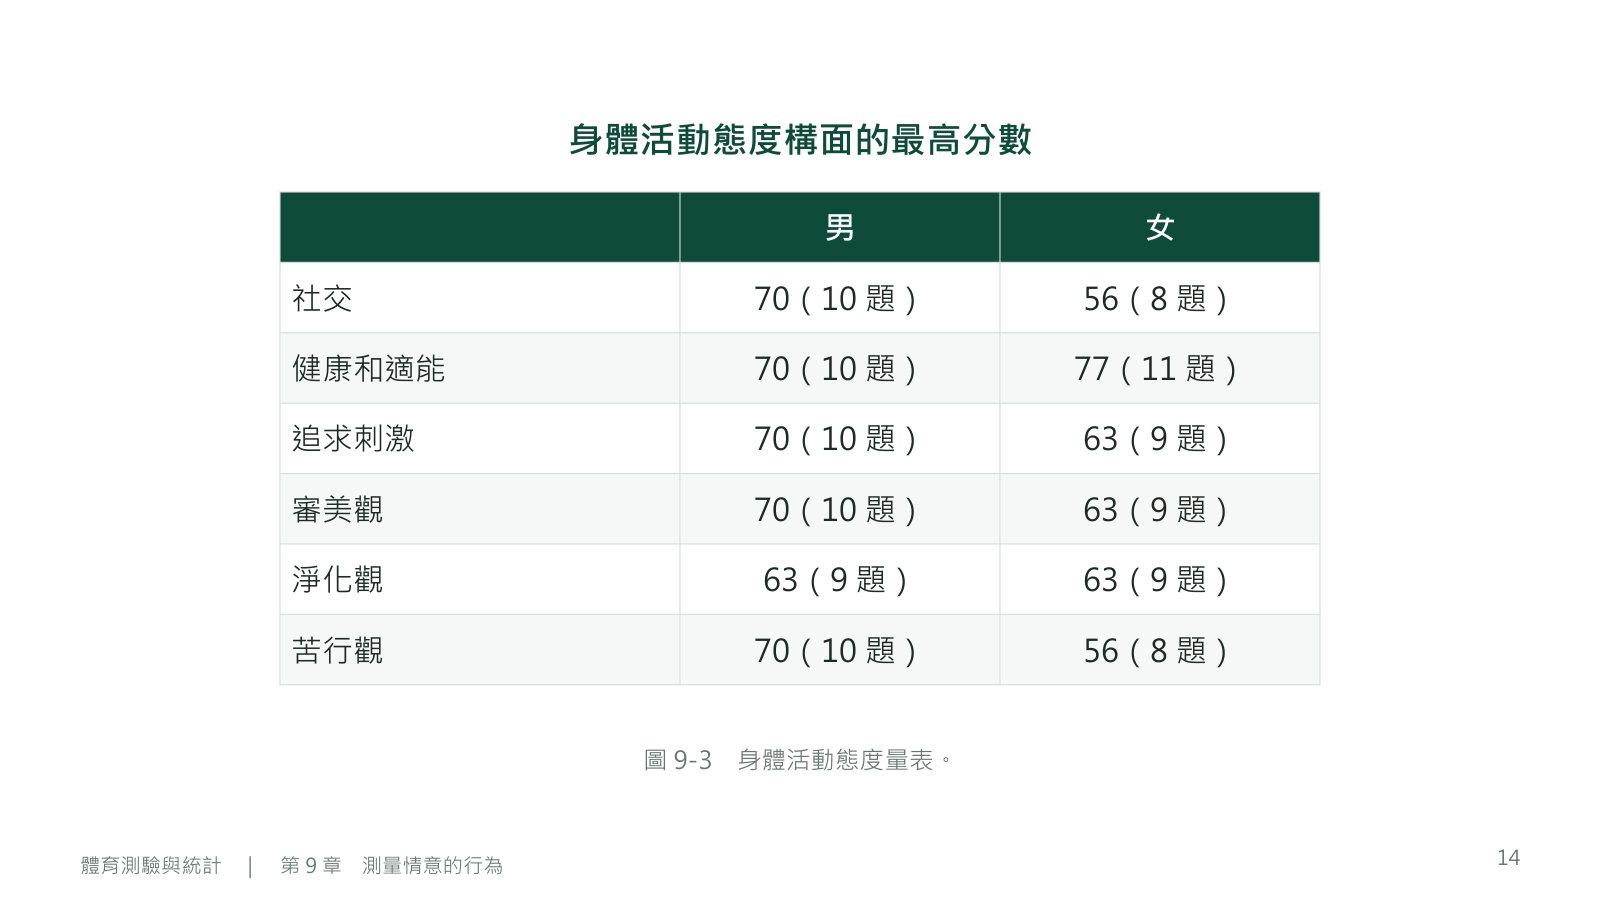 身體活動態度構面的最高分數
男 女
社交 70（10 題） 56（8 題）
健康和適能 70（10 題） 77（11 題）
追求刺激 70（10 題） 63（9 題）
審美觀 70（10 題） 63（9 題）
淨化觀 63（9 題） 63（9 題）
苦行觀 70（10 題） 56（8 題）
圖 9-3　身體活動態度量表。
體育測驗與統計　|　第 9 章　測量情意的行為
14